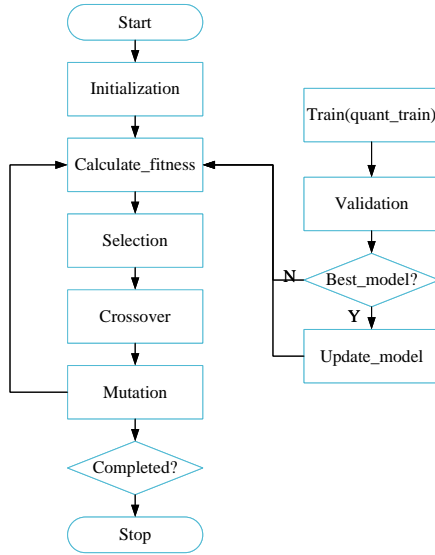 Start
Initialization
Calculate_fitness
Selection
Crossover
Mutation
Completed?
Stop
Train(quant_train)
Validation
Best_model?
N
Y
Update_model